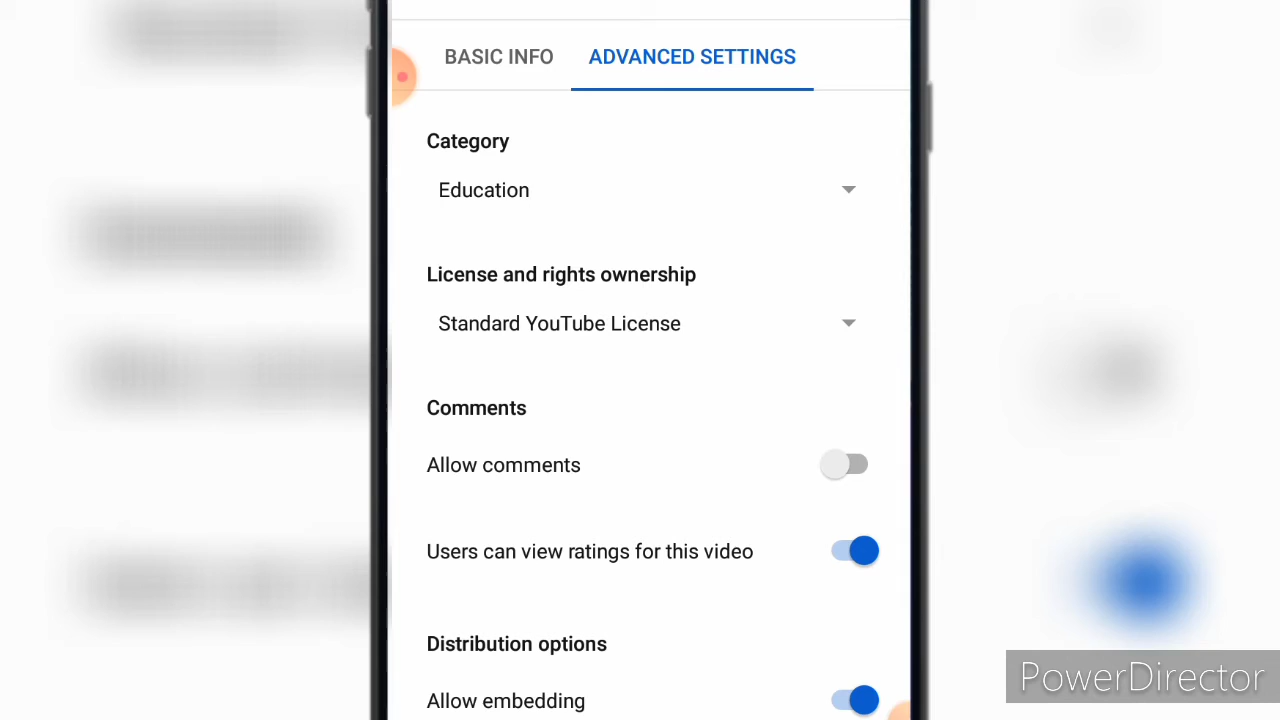 BASIC INFO
ADVANCED SETTINGS
Category
Education
License and rights ownership
Standard YouTube License
Comments
Allow comments
Users can view ratings for this video
Distribution options
Allow embedding
PowerDirector